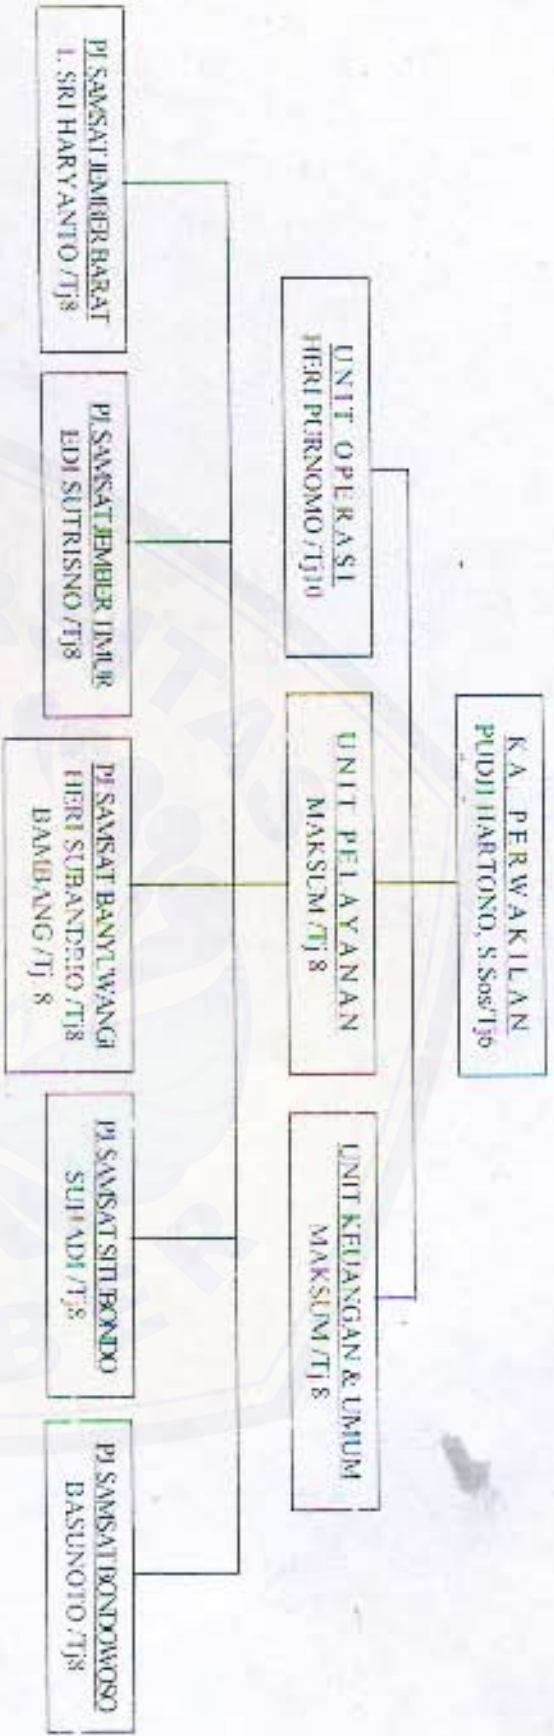 KA PERWAKILAN
PUDJI HARTONO, S.Sos/Tj6
UNIT OPERASI
HERI PURNOMO /Tj10
UNIT PELAYANAN
MAKSUM /Tj 8
UNIT KEUANGAN & UMUM
MAKSUM /Tj 8
PJ SAMSAT JEMBER BARAT
1. SRI HARYANTO /Tj8
PJ SAMSAT JEMBER TIMUR
EDI SUTRISNO /Tj8
PJ SAMSAT BANYUWANGI
HERI SUBANDRIO /Tj8
BAMBANG /Tj 8
PJ SAMSAT SITUBONDO
SUHADI /Tj8
PJ SAMSAT BONDOWOSO
BASUNOTO /Tj8